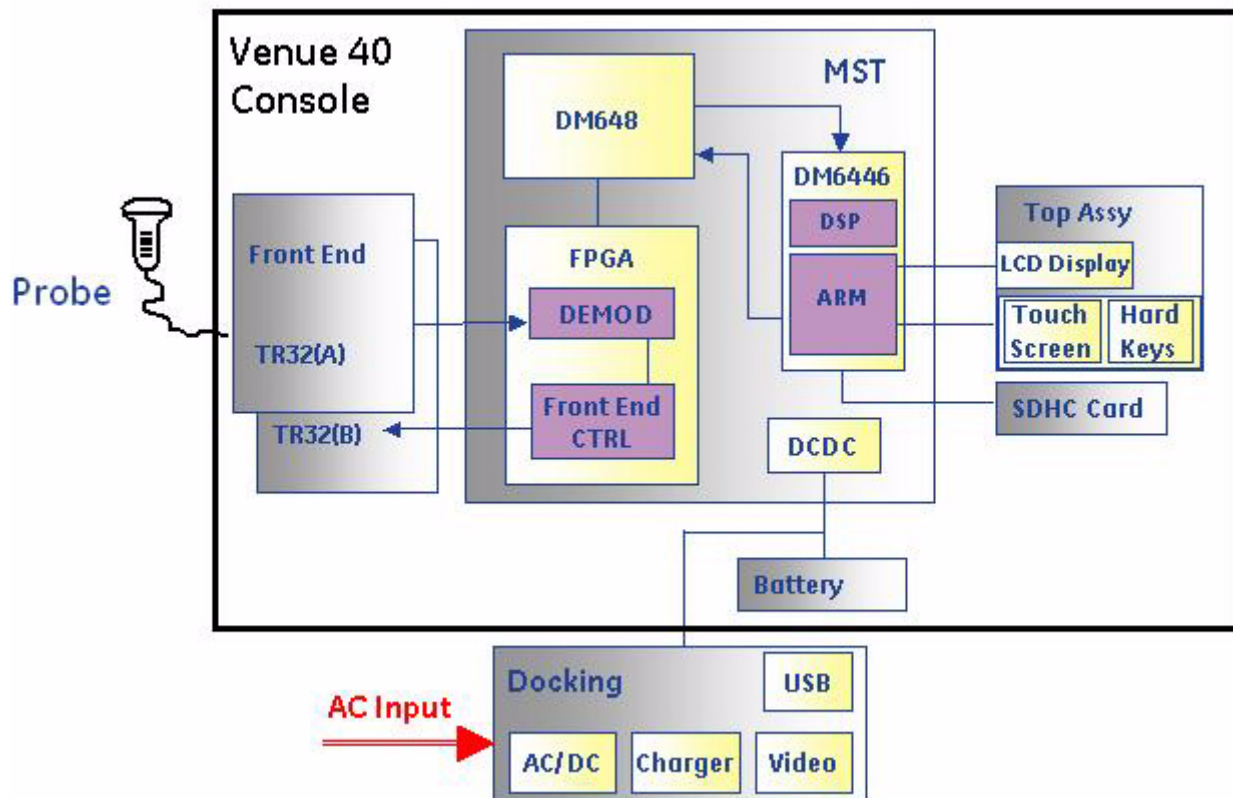 Venue 40
Console
MST
DM648
DM6446
DSP
ARM
Top Assy
LCD Display
Touch
Screen
Hard
Keys
SDHC Card
Probe
Front End
TR32(A)
TR32(B)
FPGA
DEMOD
Front End
CTRL
DCDC
Battery
Docking
USB
AC Input
AC/DC
Charger
Video